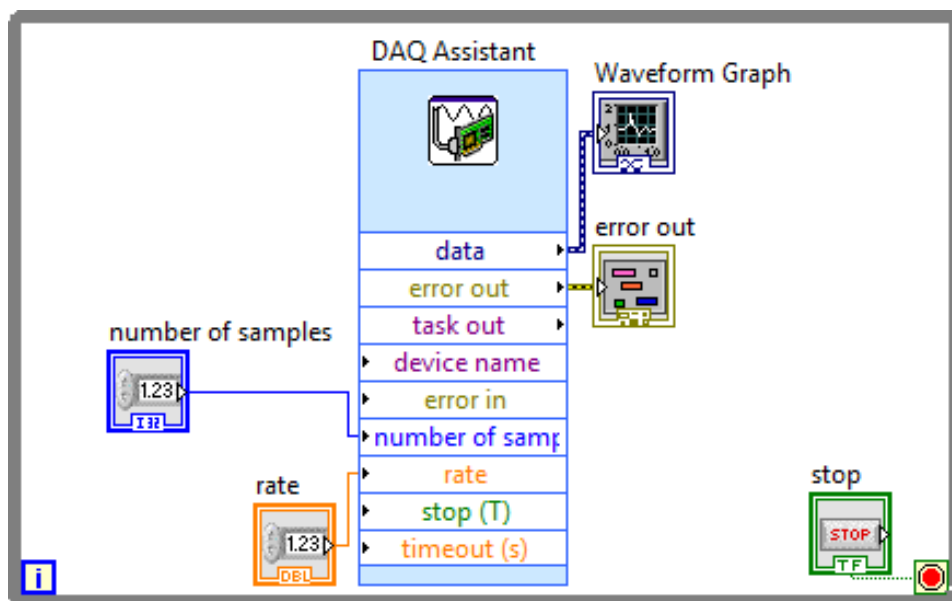 DAQ Assistant
Waveform Graph
data
error out
error out
task out
number of samples
device name
1.23
I32
error in
number of samp
rate
rate
stop
stop (T)
1.23
DBL
timeout (s)
STOP
TF
i